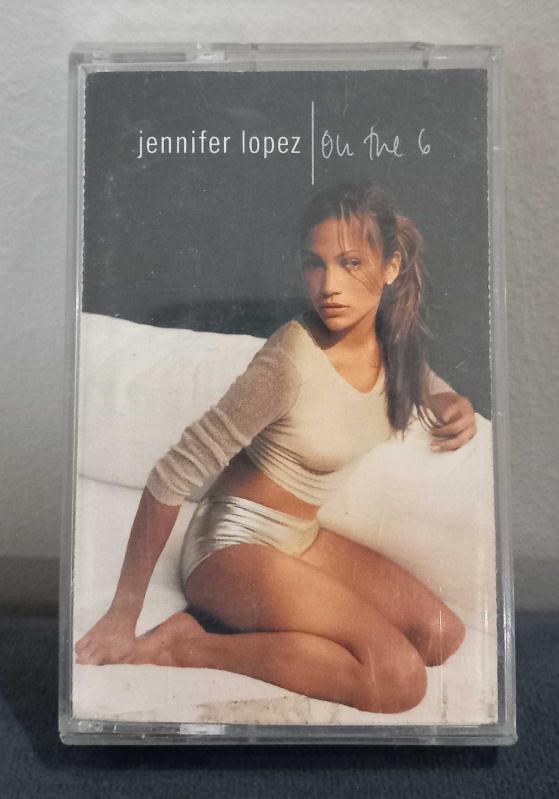 jennifer lopez | on the 6